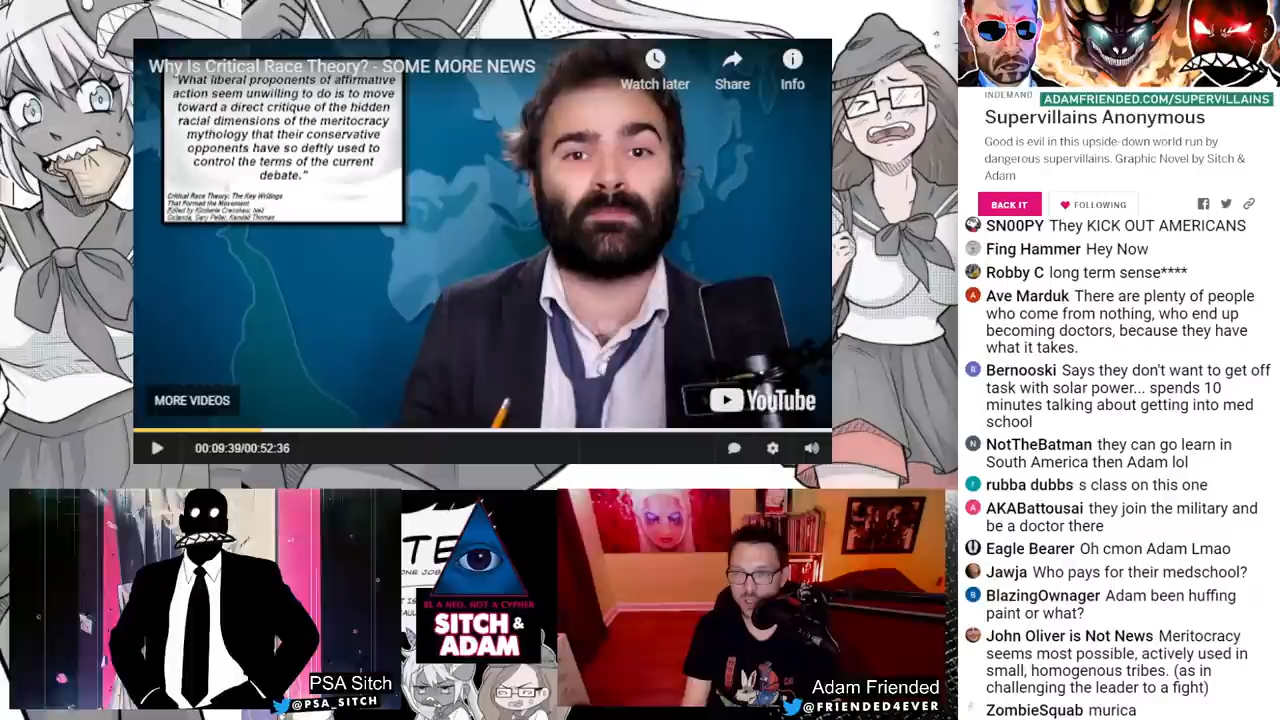 Why Is Critical Race Theory? - SOME MORE NEWS
Watch later
Share
Info
"What liberal proponents of affirmative
action seem unwilling to do is to move
toward a direct critique of the hidden
racial dimensions of the meritocracy
mythology that their conservative
opponents have so deftly used to
control the terms of the current
debate."
Critical Race Theory: The Key Writings
That Formed the Movement
Edited by Kimberle Crenshaw, Neil
Gotanda, Gary Peller, Kendall Thomas
MORE VIDEOS
YouTube
00:09:39/00:52:36
INDEMAND
ADAMFRIENDED.COM/SUPERVILLAINS
Supervillains Anonymous
Good is evil in this upside-down world run by
dangerous supervillains. Graphic Novel by Sitch &
Adam
BACK IT
FOLLOWING
SN00PY They KICK OUT AMERICANS
Fing Hammer Hey Now
Robby C long term sense****
Ave Marduk There are plenty of people
who come from nothing, who end up
becoming doctors, because they have
what it takes.
Bernooski Says they don't want to get off
task with solar power... spends 10
minutes talking about getting into med
school
NotTheBatman they can go learn in
South America then Adam lol
rubba dubbs s class on this one
AKABattousai they join the military and
be a doctor there
Eagle Bearer Oh cmon Adam Lmao
Jawja Who pays for their medschool?
BlazingOwnager Adam been huffing
paint or what?
John Oliver is Not News Meritocracy
seems most possible, actively used in
small, homogenous tribes. (as in
challenging the leader to a fight)
ZombieSquab murica
PSA Sitch
@PSA_SITCH
BE A NEO, NOT A CYPHER
SITCH &
ADAM
Adam Friended
@FRIENDED4EVER